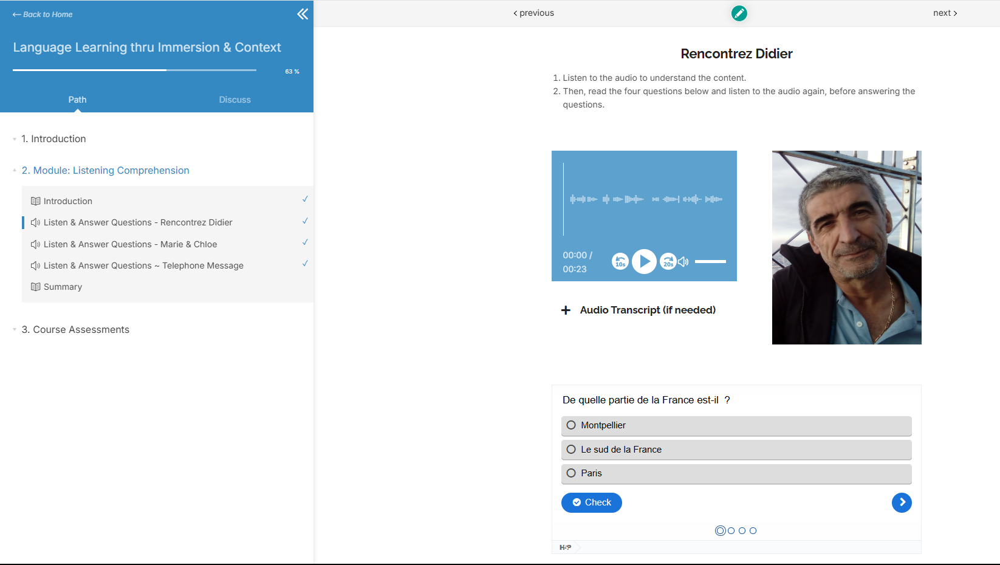 ← Back to Home
Language Learning thru Immersion & Context
63 %
Path
Discuss
1. Introduction
2. Module: Listening Comprehension
Introduction
Listen & Answer Questions - Rencontrez Didier
Listen & Answer Questions - Marie & Chloe
Listen & Answer Questions ~ Telephone Message
Summary
3. Course Assessments
‹ previous
next ›
Rencontrez Didier
1. Listen to the audio to understand the content.
2. Then, read the four questions below and listen to the audio again, before answering the
questions.
00:00 /
00:23
10s
20s
+ Audio Transcript (if needed)
De quelle partie de la France est-il  ?
Montpellier
Le sud de la France
Paris
Check
H-P